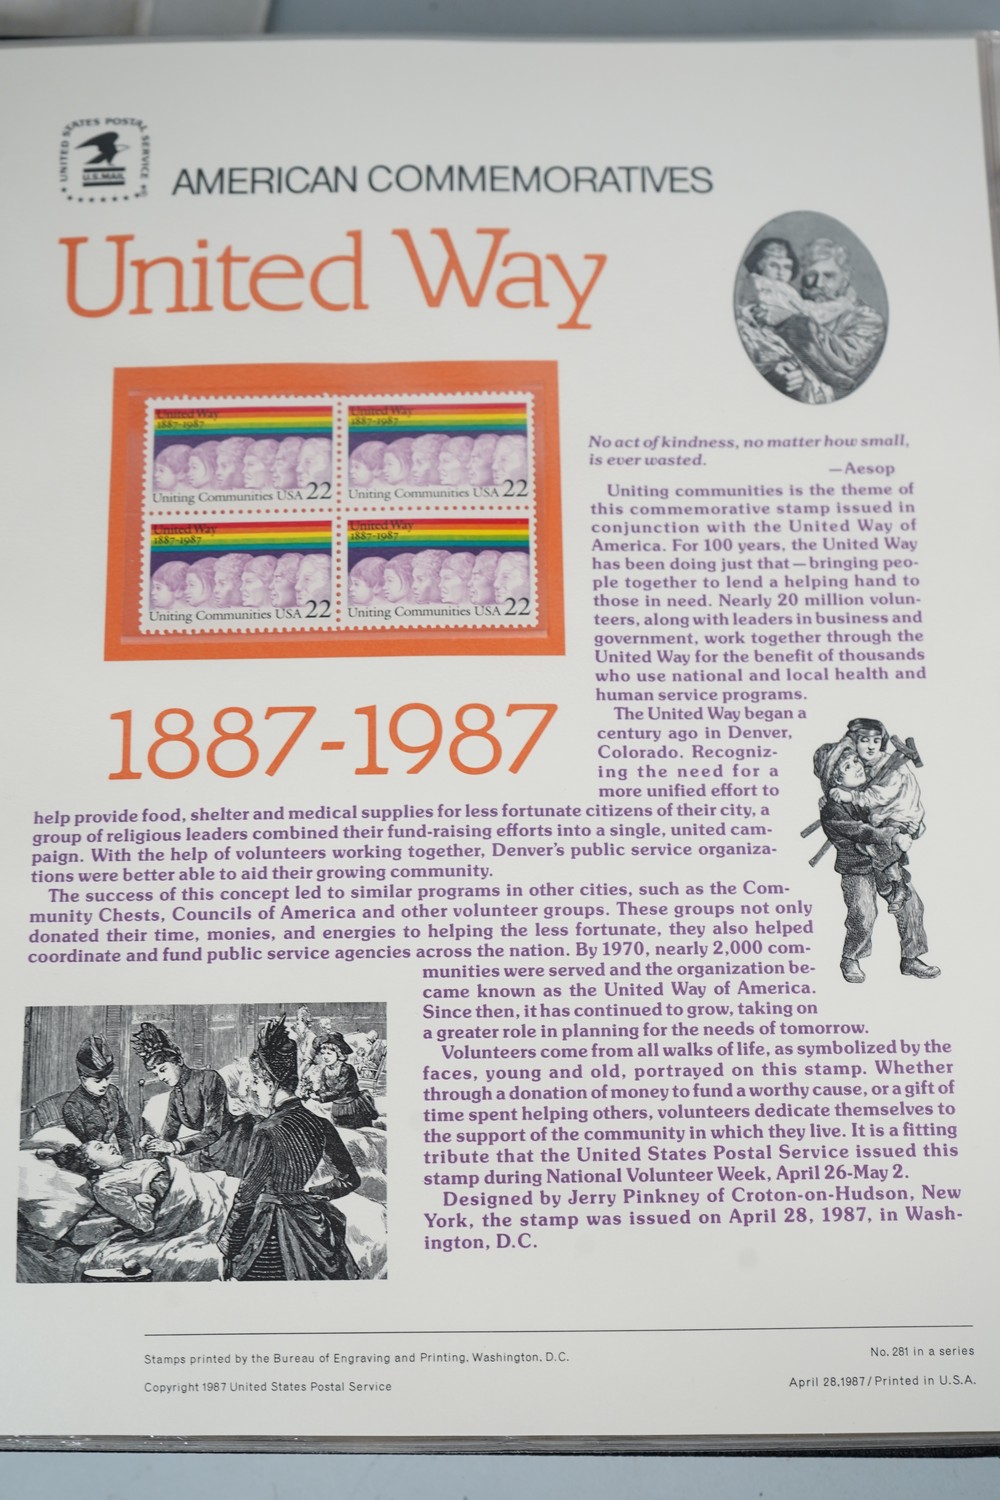 UNITED STATES POSTAL SERVICE
U.S.MAIL
AMERICAN COMMEMORATIVES
United Way
United Way
1887-1987
Uniting Communities USA 22
United Way
1887-1987
Uniting Communities USA 22
United Way
1887-1987
Uniting Communities USA 22
United Way
1887-1987
Uniting Communities USA 22
1887-1987
No act of kindness, no matter how small,
is ever wasted.
—Aesop
Uniting communities is the theme of
this commemorative stamp issued in
conjunction with the United Way of
America. For 100 years, the United Way
has been doing just that—bringing peo-
ple together to lend a helping hand to
those in need. Nearly 20 million volun-
teers, along with leaders in business and
government, work together through the
United Way for the benefit of thousands
who use national and local health and
human service programs.
The United Way began a
century ago in Denver,
Colorado. Recogniz-
ing the need for a
more unified effort to
help provide food, shelter and medical supplies for less fortunate citizens of their city, a
group of religious leaders combined their fund-raising efforts into a single, united cam-
paign. With the help of volunteers working together, Denver's public service organiza-
tions were better able to aid their growing community.
The success of this concept led to similar programs in other cities, such as the Com-
munity Chests, Councils of America and other volunteer groups. These groups not only
donated their time, monies, and energies to helping the less fortunate, they also helped
coordinate and fund public service agencies across the nation. By 1970, nearly 2,000 com-
munities were served and the organization be-
came known as the United Way of America.
Since then, it has continued to grow, taking on
a greater role in planning for the needs of tomorrow.
Volunteers come from all walks of life, as symbolized by the
faces, young and old, portrayed on this stamp. Whether
through a donation of money to fund a worthy cause, or a gift of
time spent helping others, volunteers dedicate themselves to
the support of the community in which they live. It is a fitting
tribute that the United States Postal Service issued this
stamp during National Volunteer Week, April 26-May 2.
Designed by Jerry Pinkney of Croton-on-Hudson, New
York, the stamp was issued on April 28, 1987, in Wash-
ington, D.C.
Stamps printed by the Bureau of Engraving and Printing, Washington, D.C.
Copyright 1987 United States Postal Service
No. 281 in a series
April 28, 1987/Printed in U.S.A.